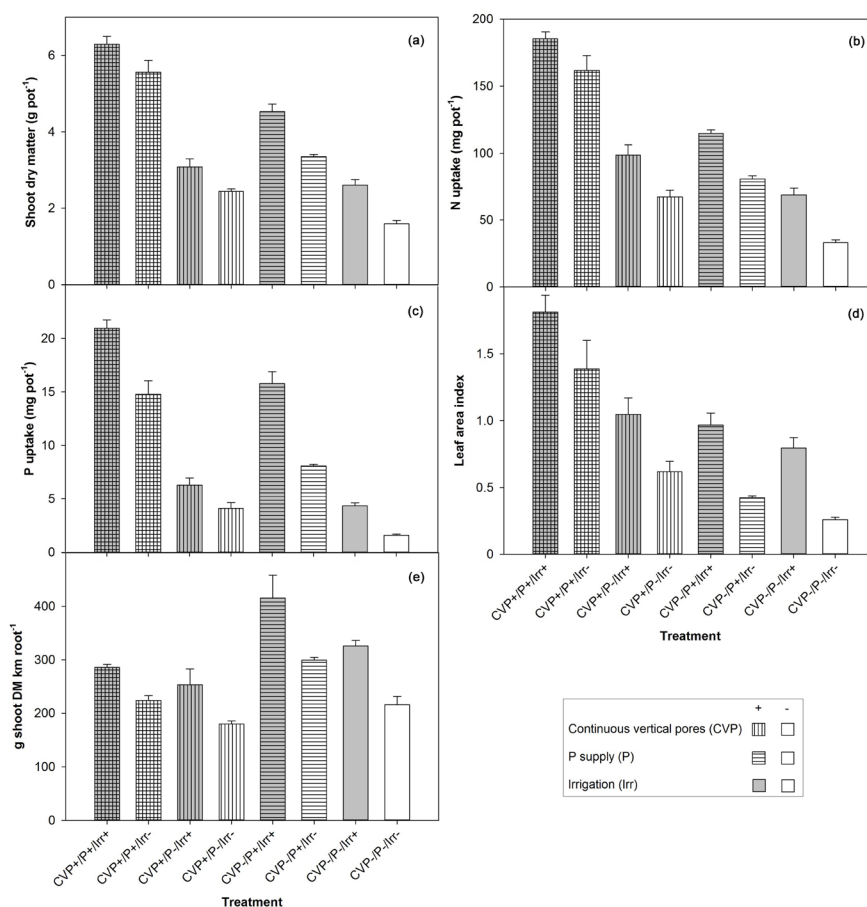 (a)
Shoot dry matter (g pot⁻¹)
6
4
2
0
(b)
N uptake (mg pot⁻¹)
200
150
100
50
0
(c)
P uptake (mg pot⁻¹)
20
15
10
5
0
(d)
Leaf area index
1.5
1.0
0.5
0
CVP+/P+/Irr+
CVP+/P+/Irr-
CVP+/P-/Irr+
CVP+/P-/Irr-
CVP-/P+/Irr+
CVP-/P+/Irr-
CVP-/P-/Irr+
CVP-/P-/Irr-
Treatment
(e)
g shoot DM km root⁻¹
400
300
200
100
0
CVP+/P+/Irr+
CVP+/P+/Irr-
CVP+/P-/Irr+
CVP+/P-/Irr-
CVP-/P+/Irr+
CVP-/P+/Irr-
CVP-/P-/Irr+
CVP-/P-/Irr-
Treatment
+ -
Continuous vertical pores (CVP)
P supply (P)
Irrigation (Irr)